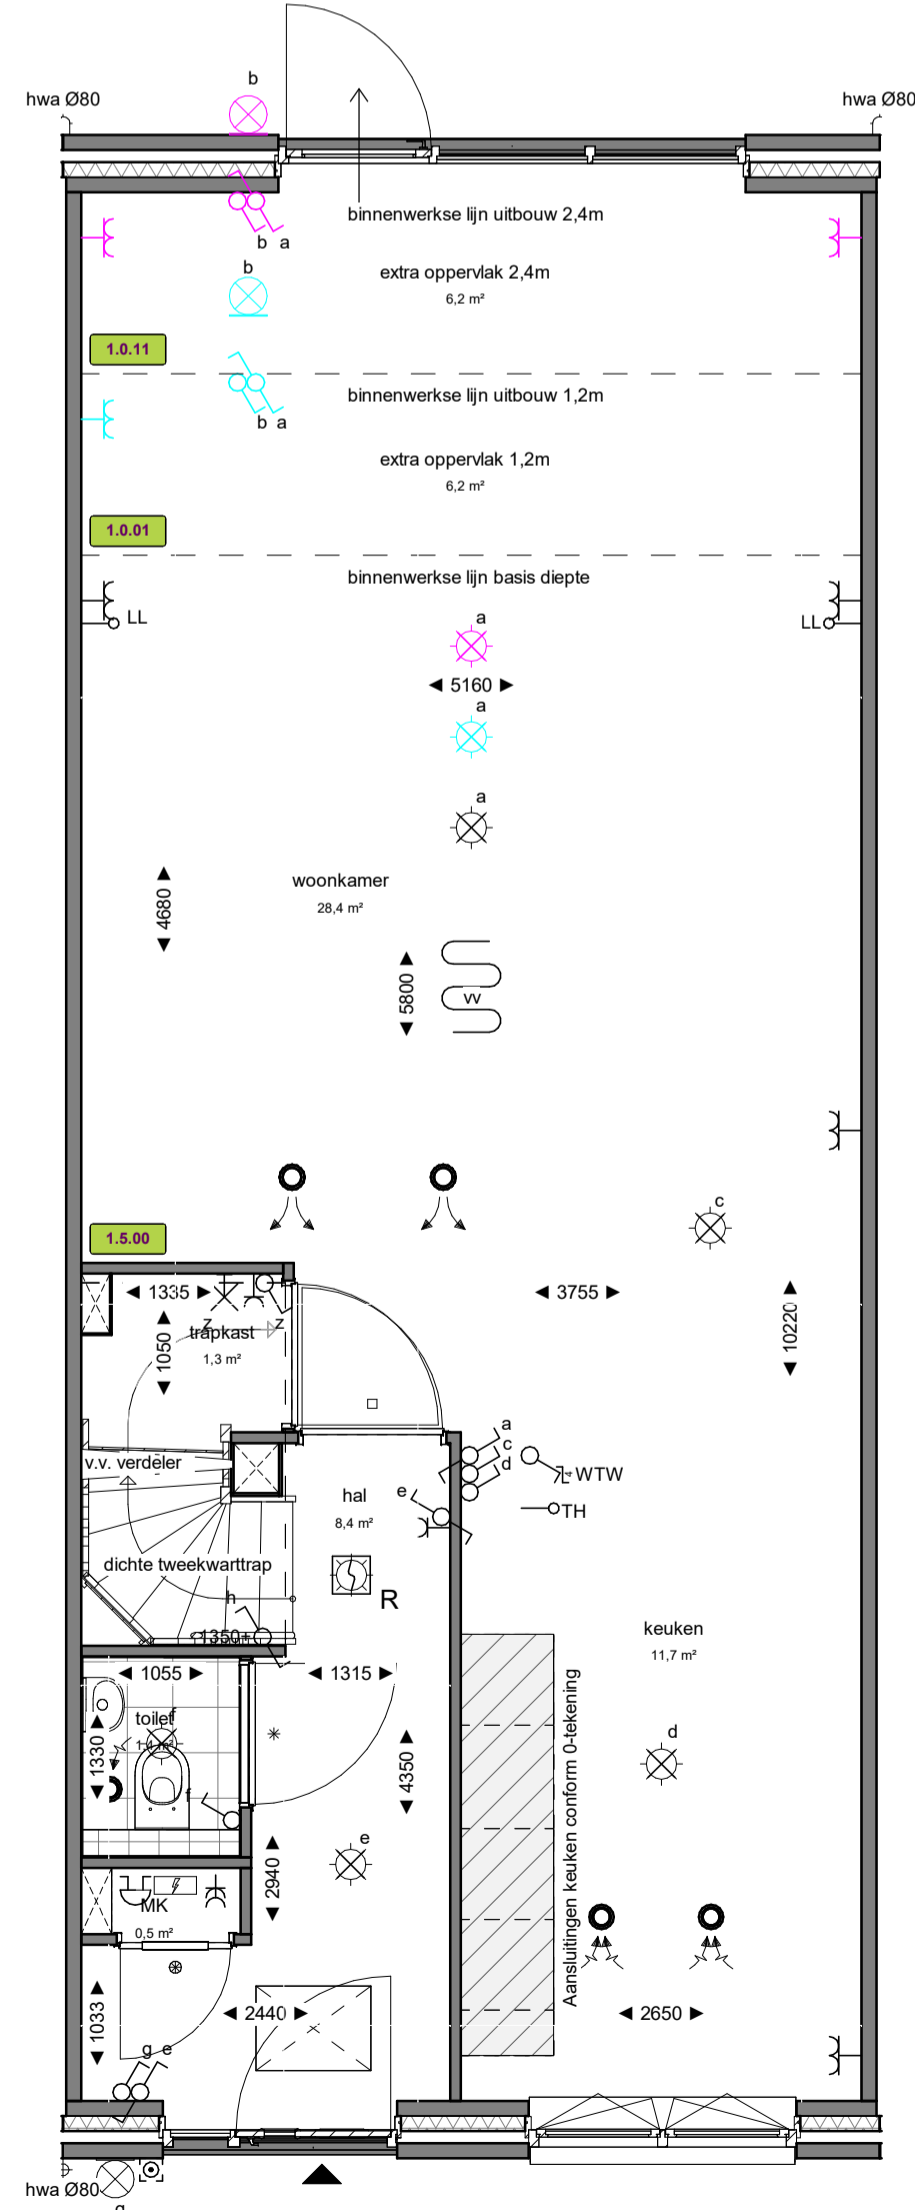 b
hwa Ø80
hwa Ø80
binnenwerkse lijn uitbouw 2,4m
b a
b
extra oppervlak 2,4m
6,2 m²
1.0.11
binnenwerkse lijn uitbouw 1,2m
b a
extra oppervlak 1,2m
6,2 m²
1.0.01
binnenwerkse lijn basis diepte
LL
LL
a
5160
a
a
woonkamer
28,4 m²
4680
5800
vv
c
1.5.00
1335
3755
10220
z
z
trapkast
1,3 m²
1050
a
c
d
WTW
v.v. verdeler
hal
8,4 m²
e
TH
dichte tweekwarttrap
R
h
1350+
keuken
11,7 m²
1055
1315
toilet
f
1,4 m²
1330
4350
Aansluitingen keuken conform 0-tekening
d
f
e
2940
MK
0,5 m²
1033
2440
2650
g e
hwa Ø80
g